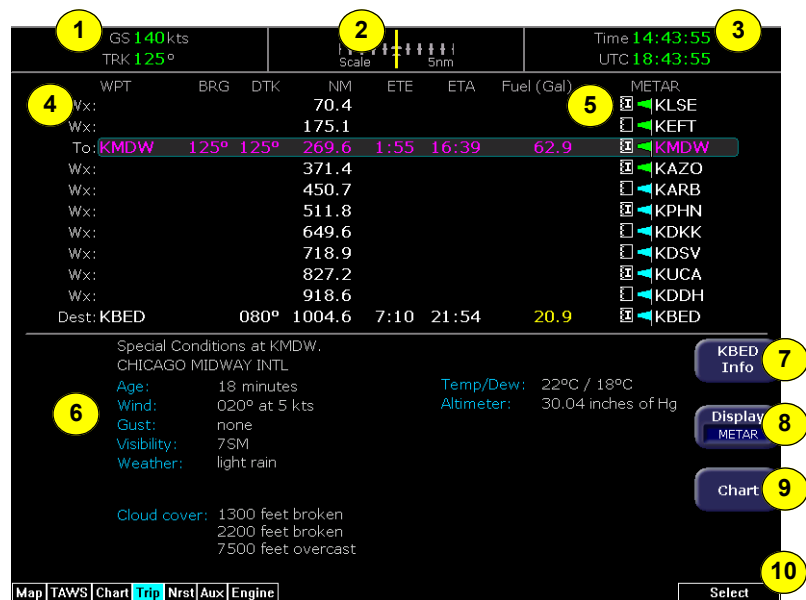 1 GS 140 kts
TRK 125°
2
Scale 5nm
3
Time 14:43:55
UTC 18:43:55
4
WPT BRG DTK NM ETE ETA Fuel (Gal) METAR
5
Wx: 70.4 I KLSE
Wx: 175.1 KEFT
To: KMDW 125° 125° 269.6 1:55 16:39 62.9 I KMDW
Wx: 371.4 I KAZO
Wx: 450.7 KARB
Wx: 511.8 I KPHN
Wx: 649.6 KDKK
Wx: 718.9 KDSV
Wx: 827.2 I KUCA
Wx: 918.6 KDDH
Dest: KBED 080° 1004.6 7:10 21:54 20.9 I KBED
Special Conditions at KMDW.
CHICAGO MIDWAY INTL
Age: 18 minutes
Wind: 020° at 5 kts
Gust: none
Visibility: 7SM
Weather: light rain
6
Temp/Dew: 22°C / 18°C
Altimeter: 30.04 inches of Hg
Cloud cover: 1300 feet broken
2200 feet broken
7500 feet overcast
KBED
Info
7
Display
METAR
8
Chart
9
10
Map TAWS Chart Trip Nrst Aux Engine
Select